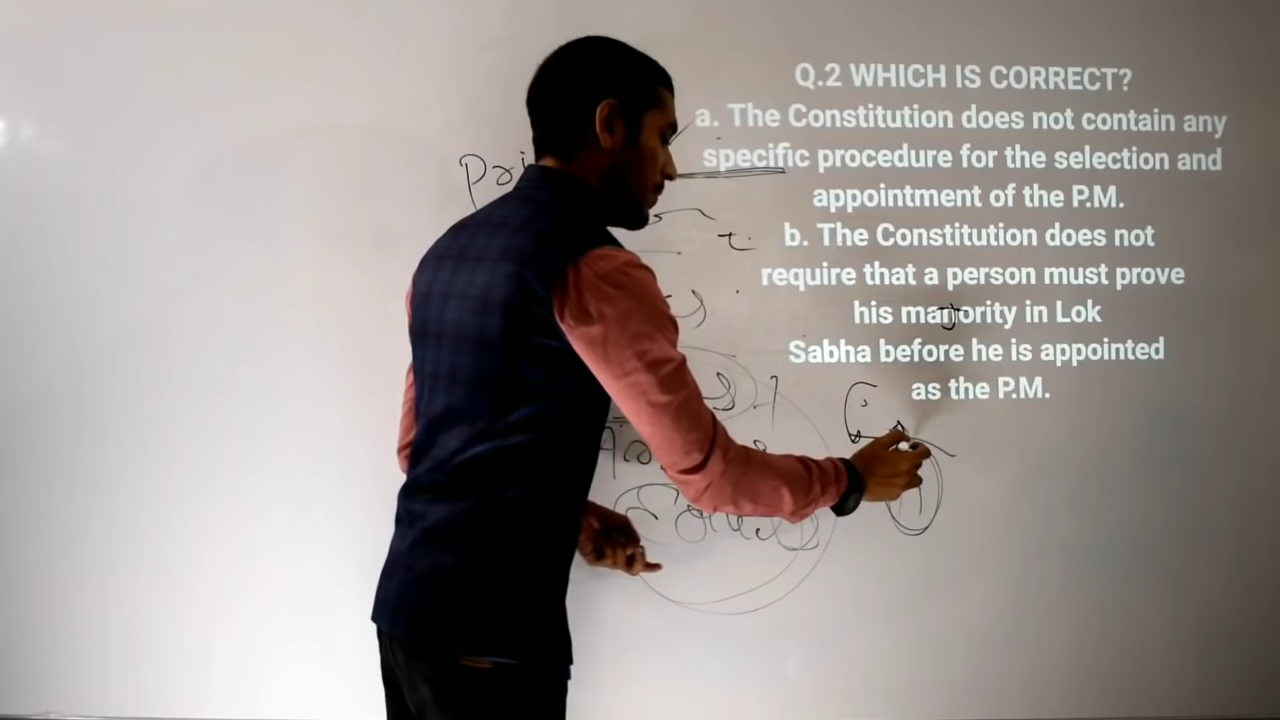 Q.2 WHICH IS CORRECT?
a. The Constitution does not contain any
specific procedure for the selection and
appointment of the P.M.
b. The Constitution does not
require that a person must prove
his manjority in Lok
Sabha before he is appointed
as the P.M.
Pri